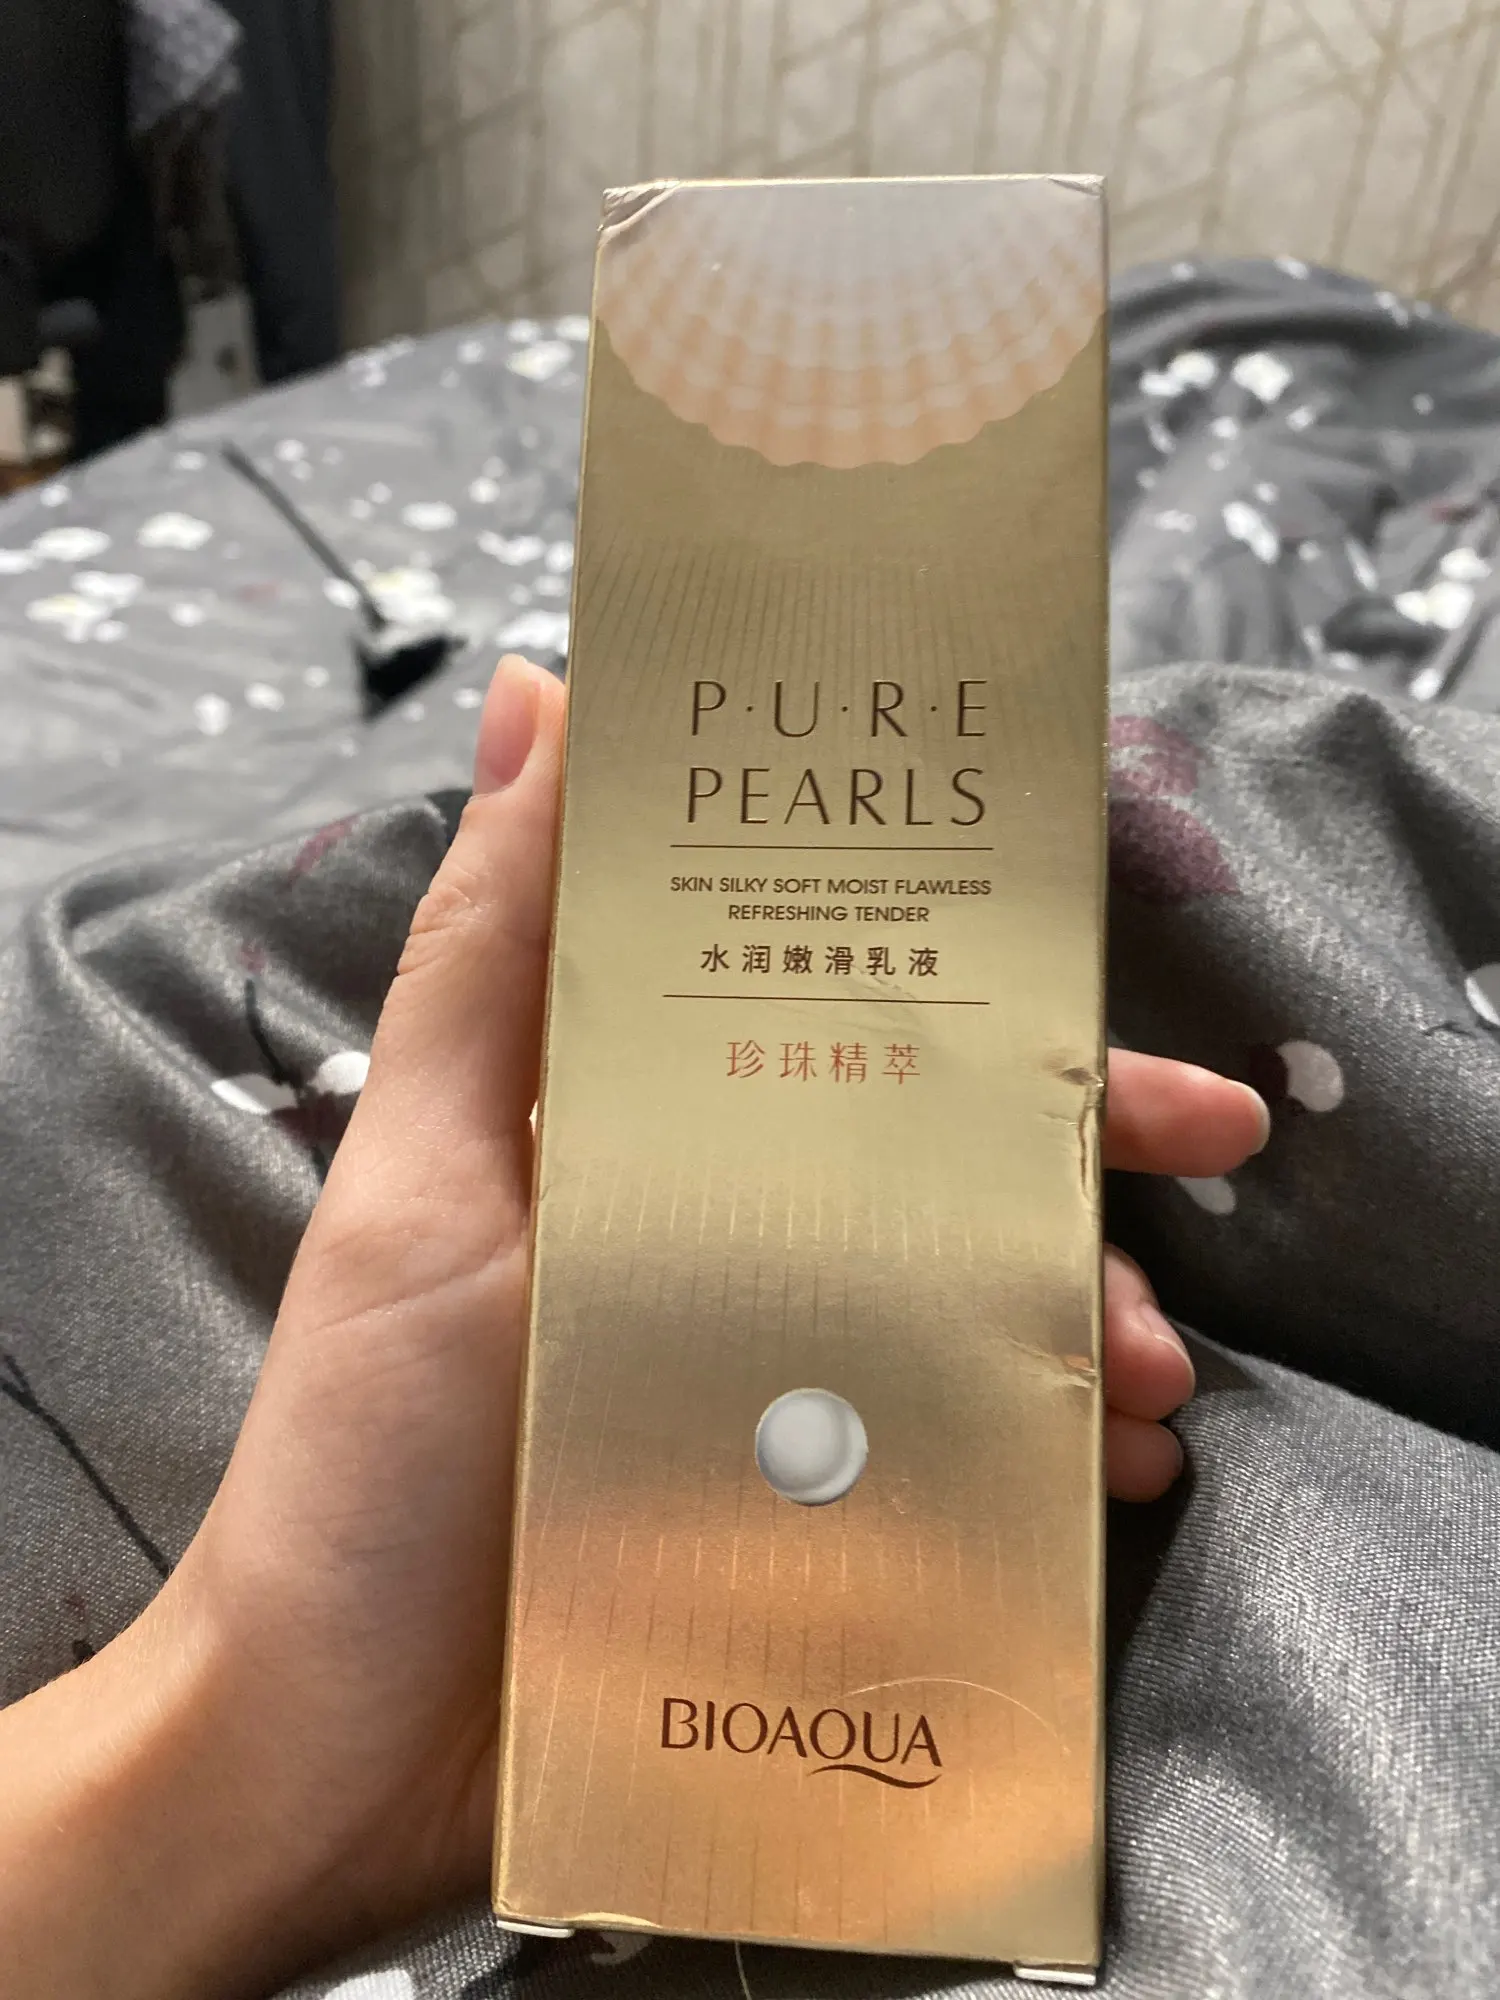 P·U·R·E
PEARLS
SKIN SILKY SOFT MOIST FLAWLESS
REFRESHING TENDER
水润嫩滑乳液
珍珠精萃
BIOAQUA